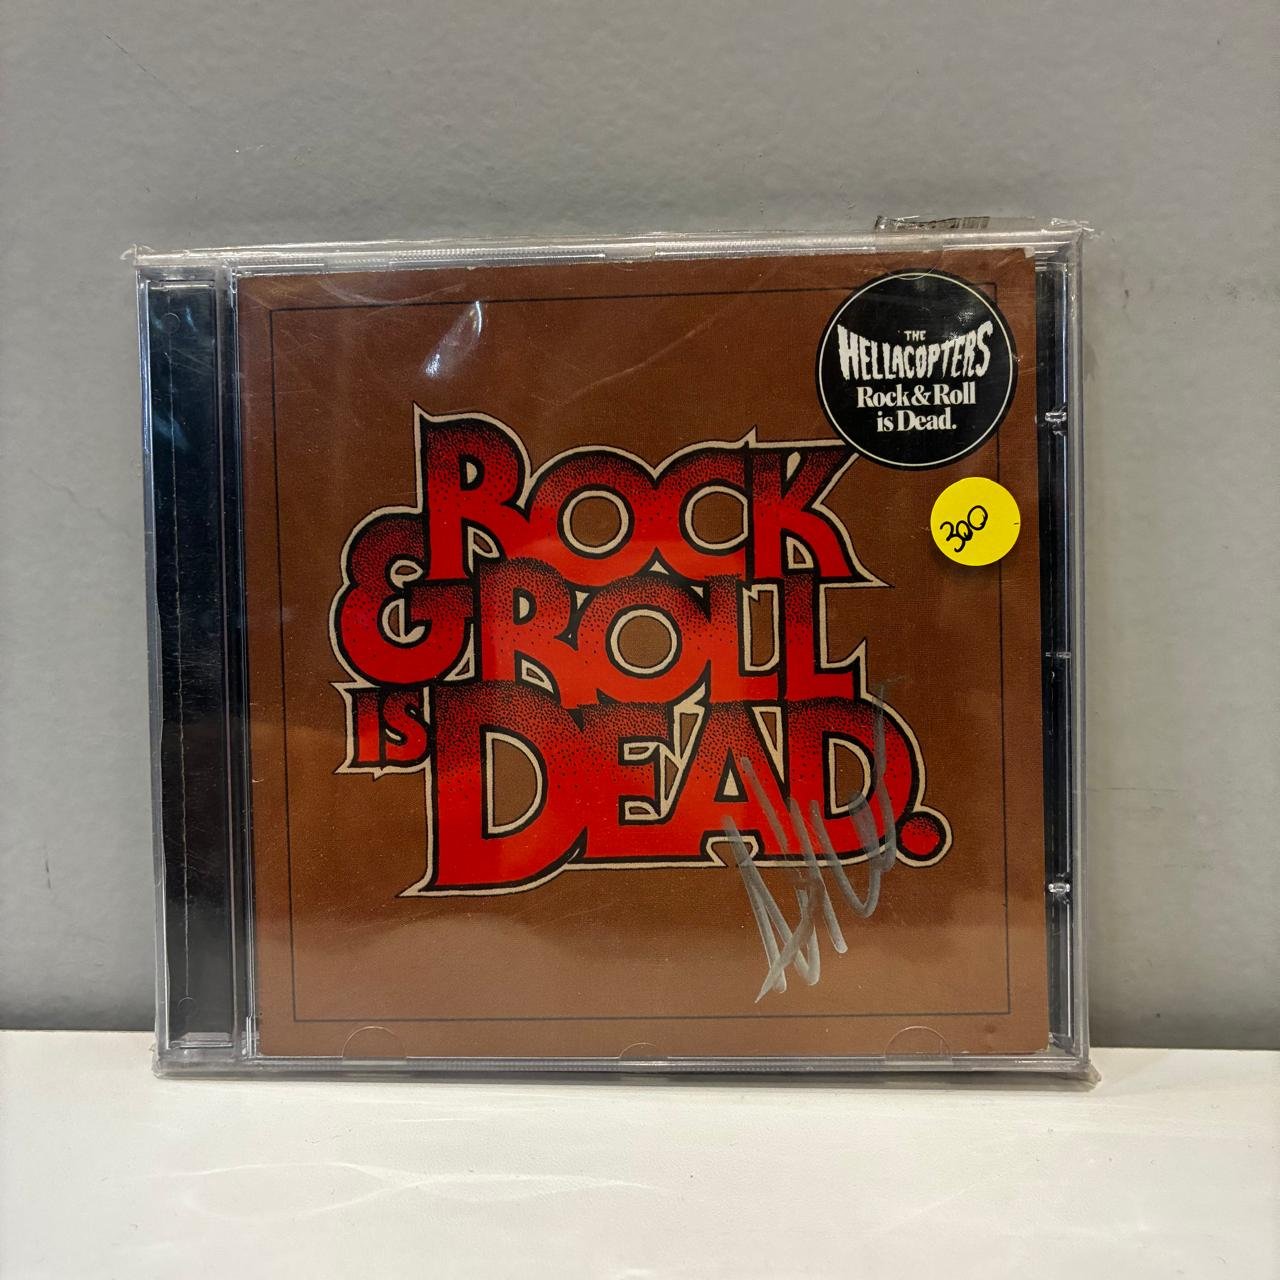 THE
HELLACOPTERS
Rock & Roll
is Dead.
300
ROCK
& ROLL
IS DEAD.